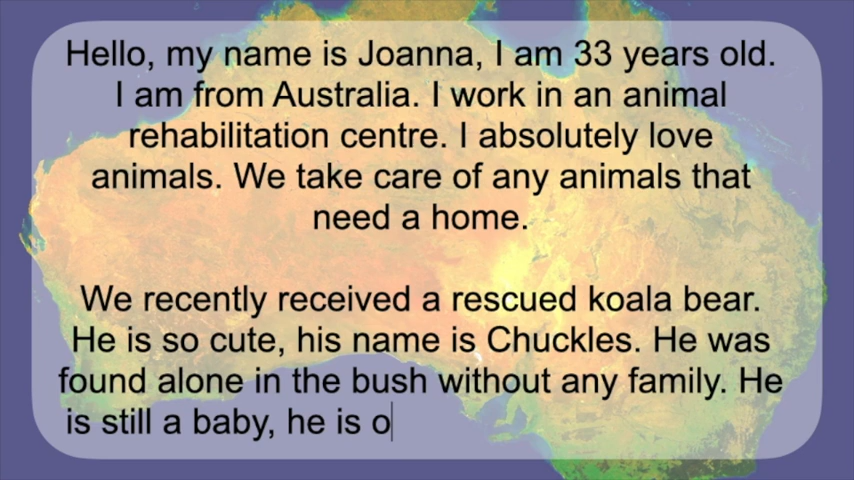 Hello, my name is Joanna, I am 33 years old.
I am from Australia. I work in an animal
rehabilitation centre. I absolutely love
animals. We take care of any animals that
need a home.
We recently received a rescued koala bear.
He is so cute, his name is Chuckles. He was
found alone in the bush without any family. He
is still a baby, he is o